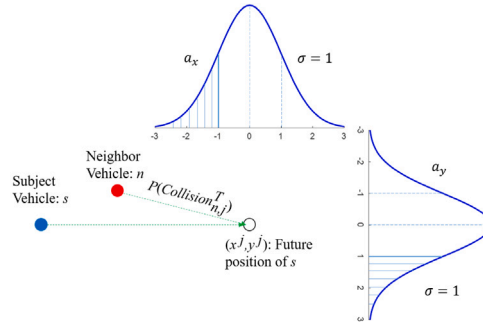 a_x
σ = 1
-3 -2 -1 0 1 2 3
Neighbor
Vehicle: n
Subject
Vehicle: s
P(Collision^T_{n,j})
(x^j,y^j): Future
position of s
a_y
-3
-2
-1
0
1
2
3
σ = 1